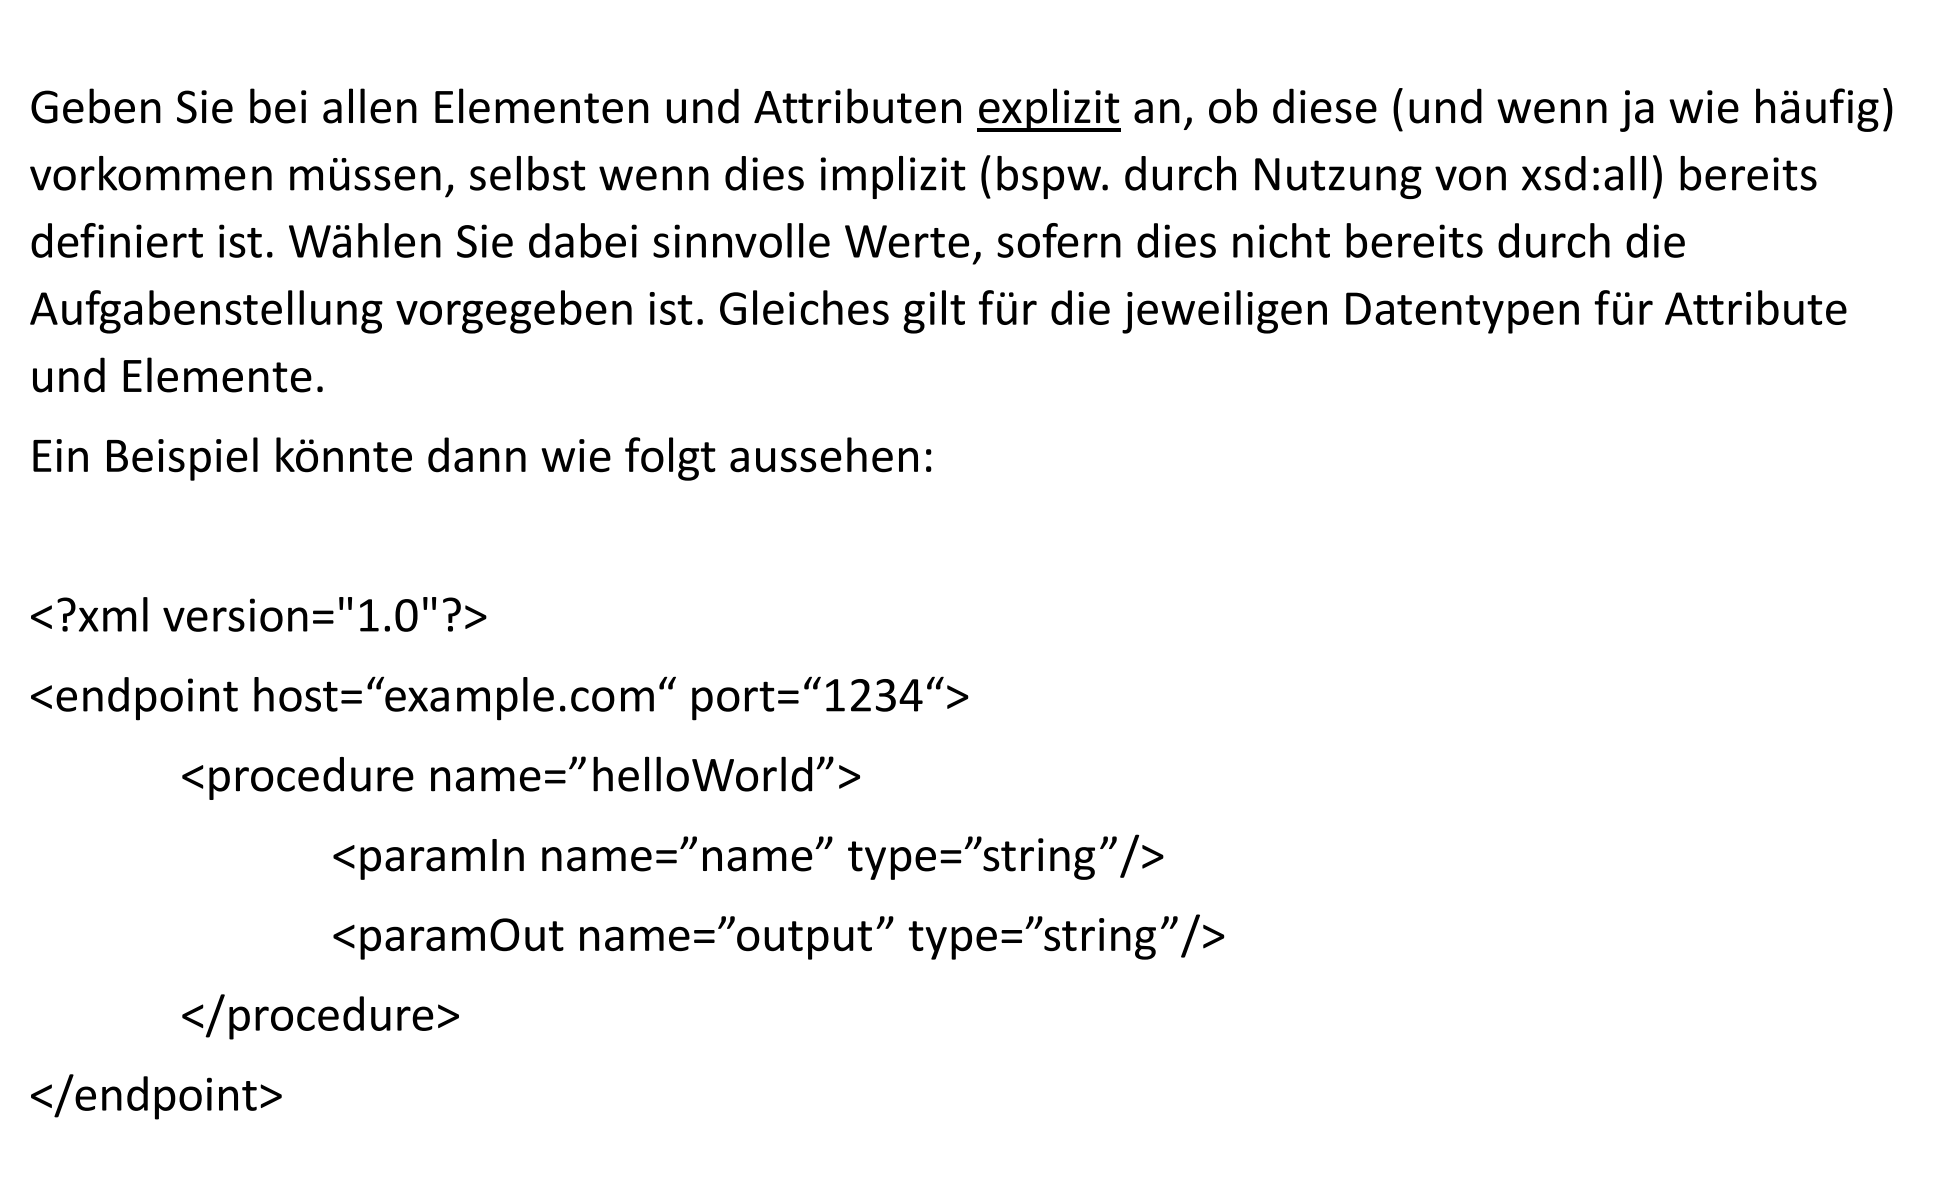 Geben Sie bei allen Elementen und Attributen explizit an, ob diese (und wenn ja wie häufig)
vorkommen müssen, selbst wenn dies implizit (bspw. durch Nutzung von xsd:all) bereits
definiert ist. Wählen Sie dabei sinnvolle Werte, sofern dies nicht bereits durch die
Aufgabenstellung vorgegeben ist. Gleiches gilt für die jeweiligen Datentypen für Attribute
und Elemente.
Ein Beispiel könnte dann wie folgt aussehen:
<?xml version="1.0"?>
<endpoint host=“example.com“ port=“1234“>
<procedure name=”helloWorld”>
<paramIn name=”name” type=”string”/>
<paramOut name=”output” type=”string”/>
</procedure>
</endpoint>